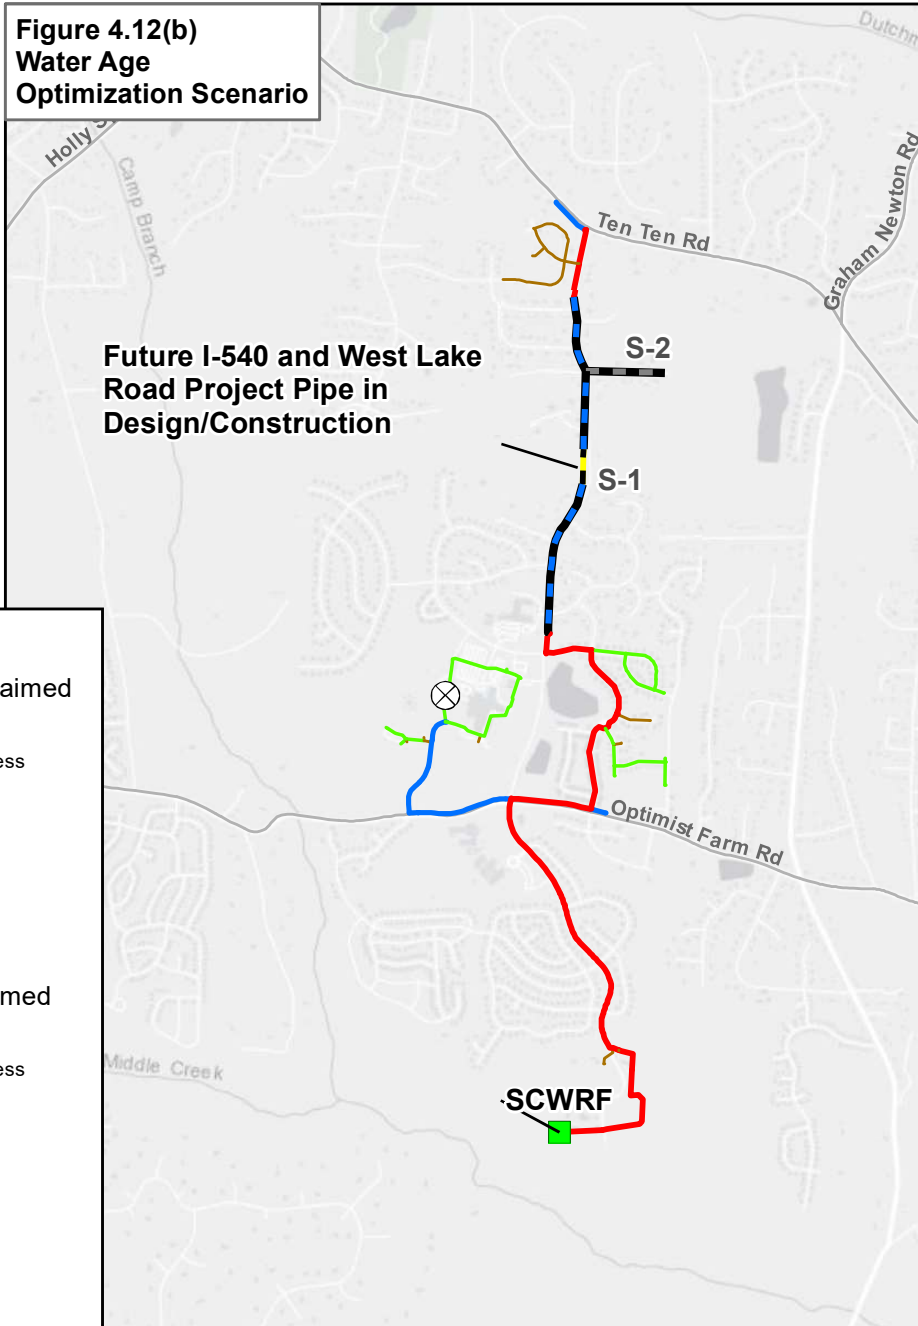 Figure 4.12(b)
Water Age
Optimization Scenario
Dutchm
Holly S
Camp Branch
Graham Newton Rd
Ten Ten Rd
Future I-540 and West Lake
Road Project Pipe in
Design/Construction
S-2
S-1
aimed
ess
Optimist Farm Rd
med
ess
Middle Creek
SCWRF